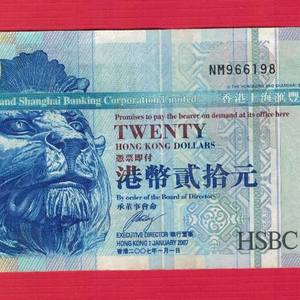 NM966198
and Shanghai Banking Corporation Limited 香港上海滙豐
Promises to pay the bearer on demand at its office here
TWENTY
HONG KONG DOLLARS
憑票即付
港幣貳拾元
By order of the Board of Directors
承董事會命
EXECUTIVE DIRECTOR 執行董事
HONG KONG 1 JANUARY 2007
香港二〇〇七年一月一日
HSBC